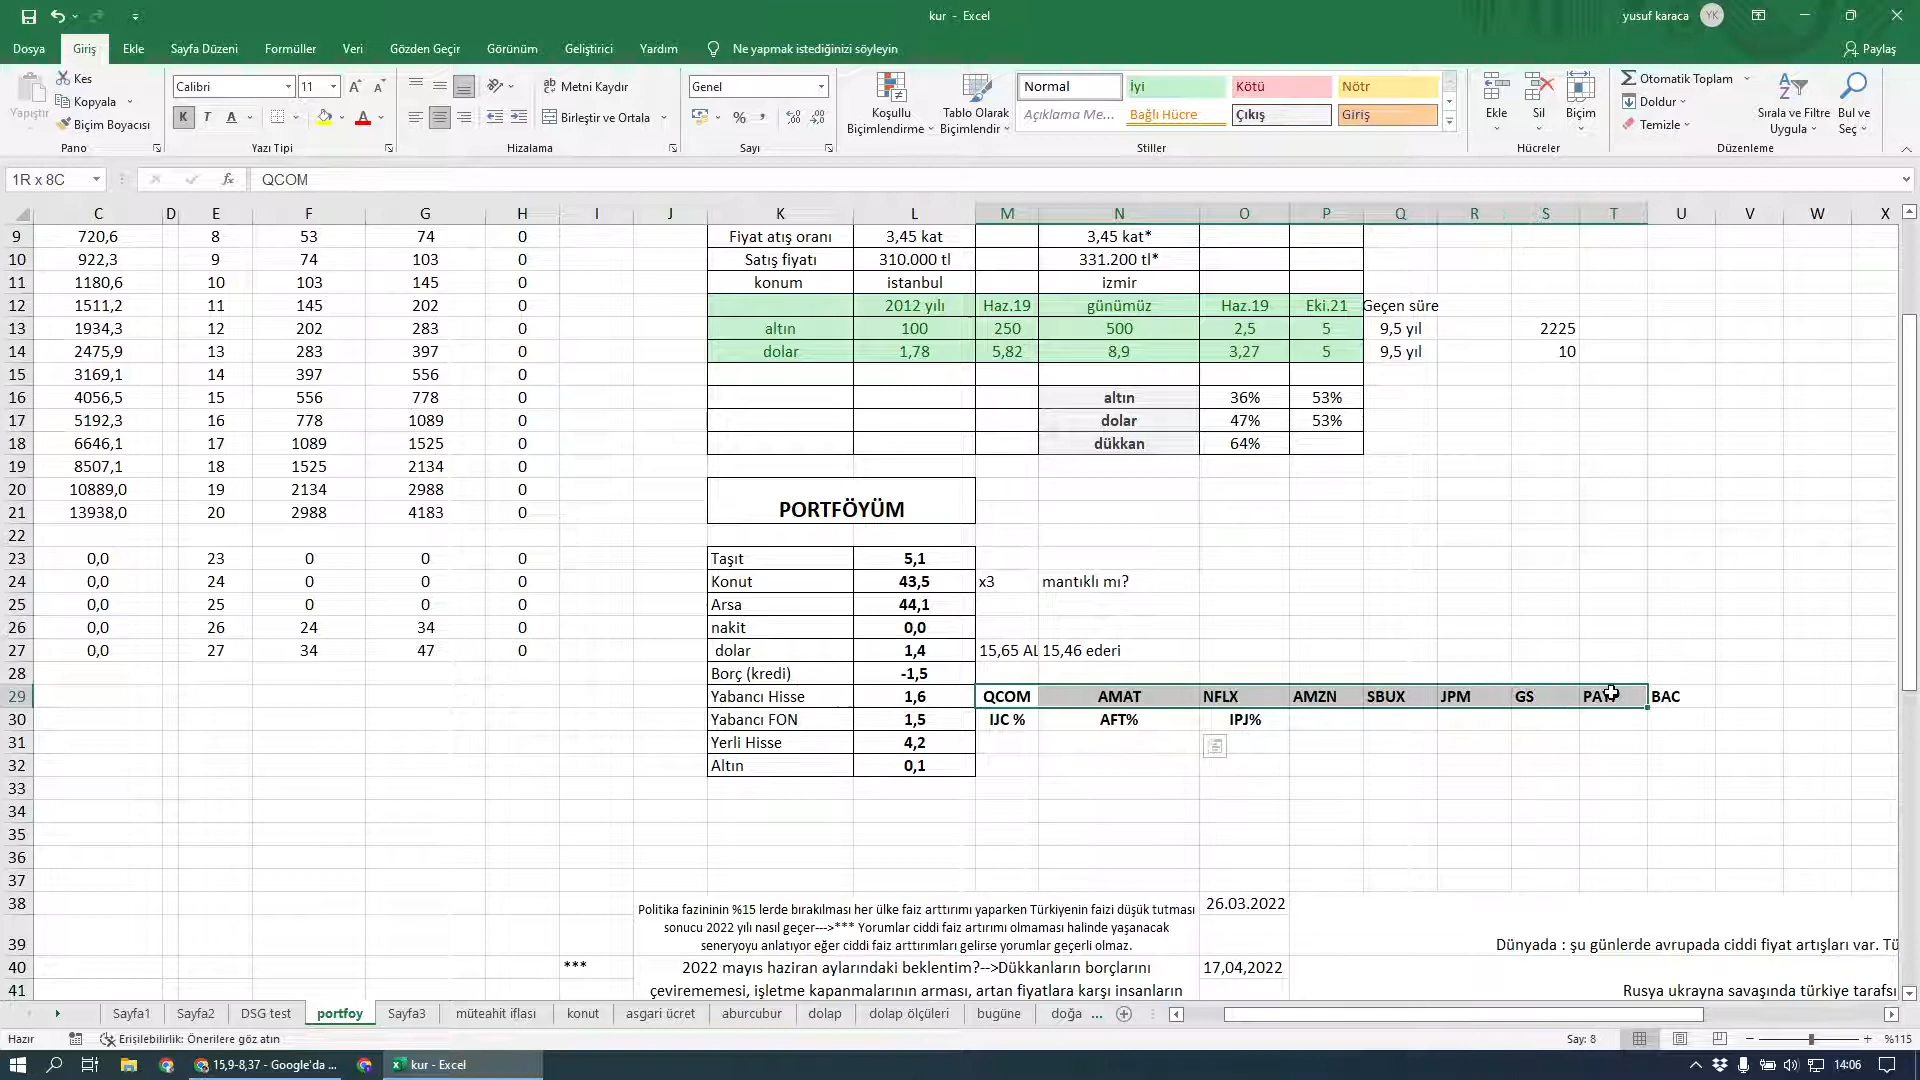 kur - Excel
yusuf karaca YK
Dosya Giriş Ekle Sayfa Düzeni Formüller Veri Gözden Geçir Görünüm Geliştirici Yardım Ne yapmak istediğinizi söyleyin Paylaş
Yapıştır
Kes
Kopyala
Biçim Boyacısı
Pano
Calibri 11
K T A
Yazı Tipi
Metni Kaydır
Birleştir ve Ortala
Hizalama
Genel
Sayı
Koşullu Biçimlendirme
Tablo Olarak Biçimlendir
Normal İyi Kötü Nötr
Açıklama Me... Bağlı Hücre Çıkış Giriş
Stiller
Ekle Sil Biçim
Hücreler
Otomatik Toplam
Doldur
Temizle
Sırala ve Filtre Uygula
Bul ve Seç
Düzenleme
1R x 8C fx QCOM
C D E F G H I J K L M N O P Q R S T U V W X
9 720,6 8 53 74 0 Fiyat atış oranı 3,45 kat 3,45 kat*
10 922,3 9 74 103 0 Satış fiyatı 310.000 tl 331.200 tl*
11 1180,6 10 103 145 0 konum istanbul izmir
12 1511,2 11 145 202 0 2012 yılı Haz.19 günümüz Haz.19 Eki.21 Geçen süre
13 1934,3 12 202 283 0 altın 100 250 500 2,5 5 9,5 yıl 2225
14 2475,9 13 283 397 0 dolar 1,78 5,82 8,9 3,27 5 9,5 yıl 10
15 3169,1 14 397 556 0
16 4056,5 15 556 778 0 altın 36% 53%
17 5192,3 16 778 1089 0 dolar 47% 53%
18 6646,1 17 1089 1525 0 dükkan 64%
19 8507,1 18 1525 2134 0
20 10889,0 19 2134 2988 0
21 13938,0 20 2988 4183 0 PORTFÖYÜM
22
23 0,0 23 0 0 0 Taşıt 5,1
24 0,0 24 0 0 0 Konut 43,5 x3 mantıklı mı?
25 0,0 25 0 0 0 Arsa 44,1
26 0,0 26 24 34 0 nakit 0,0
27 0,0 27 34 47 0 dolar 1,4 15,65 AL 15,46 ederi
28 Borç (kredi) -1,5
29 Yabancı Hisse 1,6 QCOM AMAT NFLX AMZN SBUX JPM GS BAC
30 Yabancı FON 1,5 IJC % AFT% IPJ%
31 Yerli Hisse 4,2
32 Altın 0,1
33
34
35
36
37
38 Politika fazininin %15 lerde bırakılması her ülke faiz arttırımı yaparken Türkiyenin faizi düşük tutması 26.03.2022
sonucu 2022 yılı nasıl geçer--->*** Yorumlar ciddi faiz artırımı olmaması halinde yaşanacak
39 seneryoyu anlatıyor eğer ciddi faiz arttırımları gelirse yorumlar geçerli olmaz. Dünyada : şu günlerde avrupada ciddi fiyat artışları var. Tü
40 *** 2022 mayıs haziran aylarındaki beklentim?-->Dükkanların borçlarını 17,04,2022
41 çevirememesi, işletme kapanmalarının arması, artan fiyatlara karşı insanların Rusya ukrayna savaşında türkiye tarafsı
Sayfa1 Sayfa2 DSG test portfoy Sayfa3 müteahit iflası konut asgari ücret aburcubur dolap dolap ölçüleri bugüne doğa ...
Hazır Erişilebilirlik: Önerilere göz atın Say: 8 %115
15,9-8,37 - Google'da ... kur - Excel 14:06